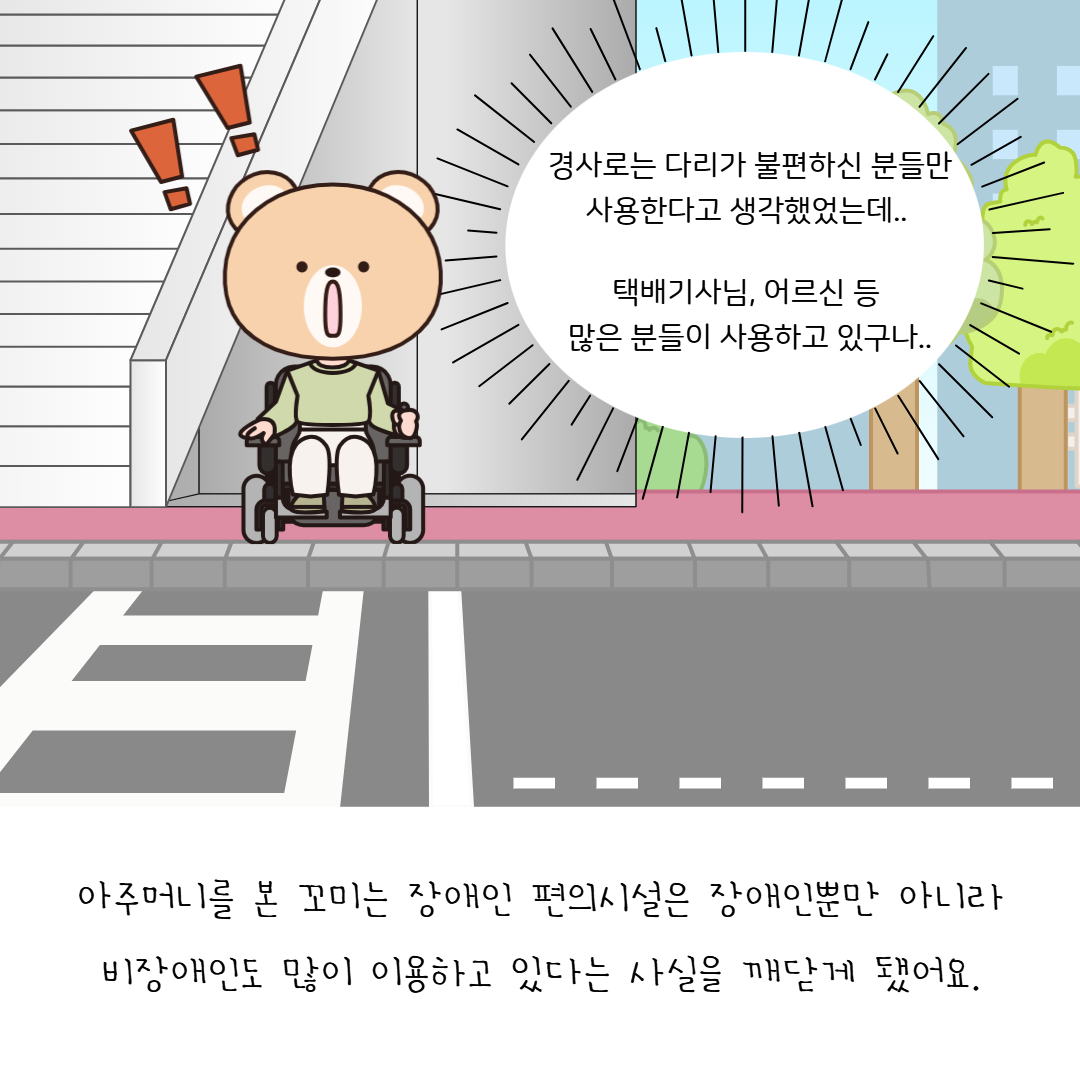 경사로는 다리가 불편하신 분들만
사용한다고 생각했었는데..
택배기사님, 어르신 등
많은 분들이 사용하고 있구나..
아주머니를 본 꼬미는 장애인 편의시설은 장애인뿐만 아니라
비장애인도 많이 이용하고 있다는 사실을 깨닫게 됐어요.